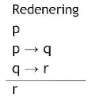 Redenering
p
p → q
q → r
r